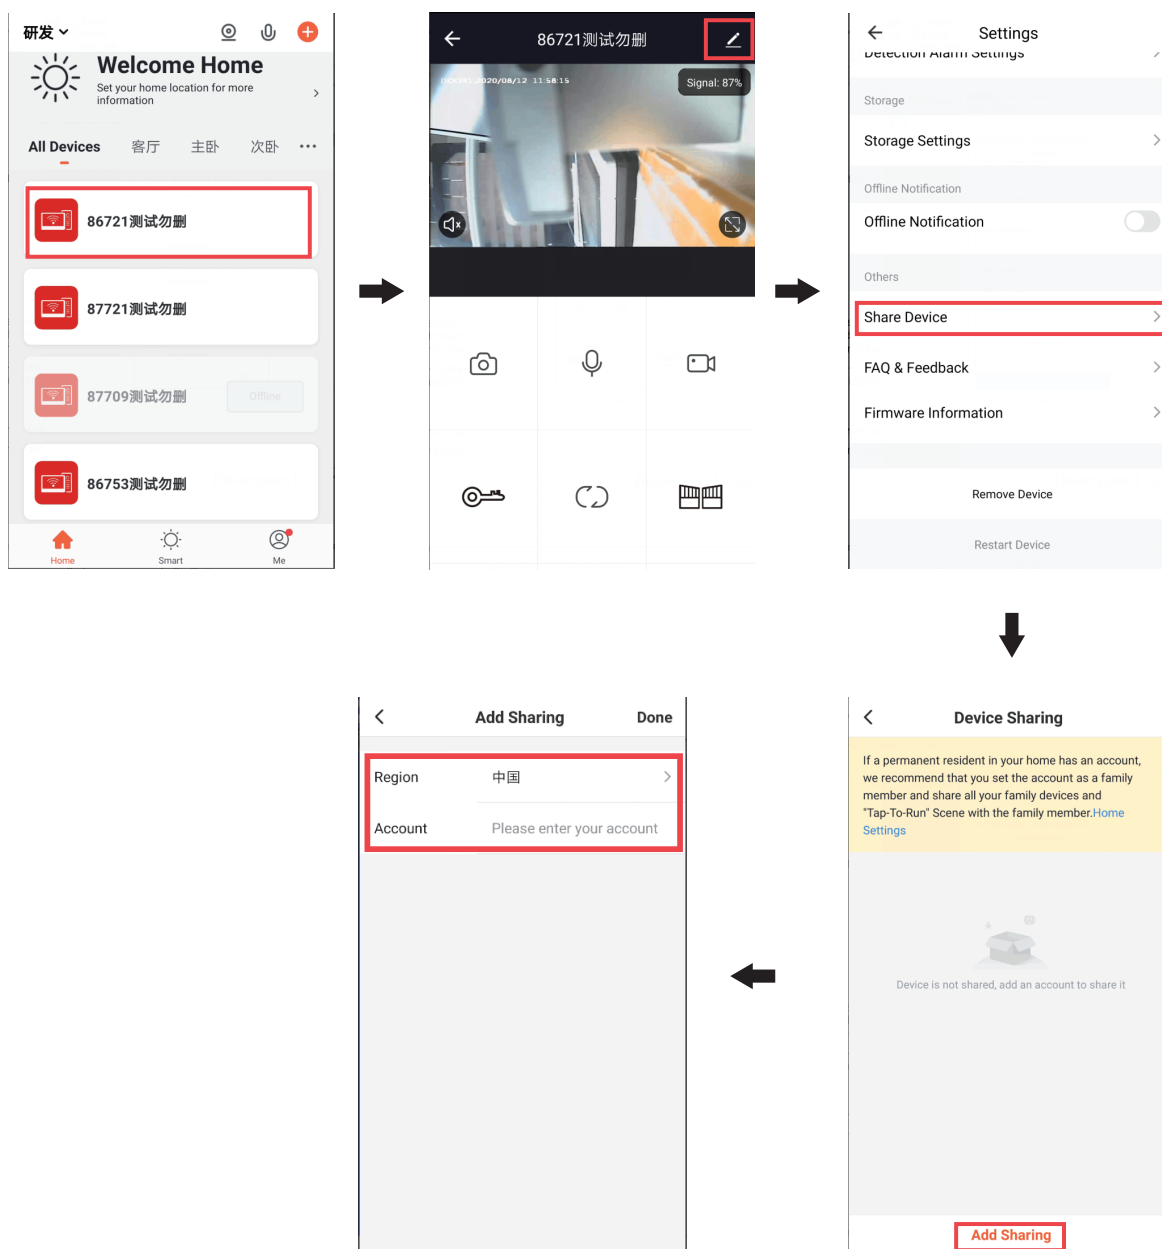 研发
Welcome Home
Set your home location for more
information
All Devices 客厅 主卧 次卧
86721测试勿删
87721测试勿删
87709测试勿删
Offline
86753测试勿删
Home Smart Me
86721测试勿删
2020/08/12 11:58:15
Signal: 87%
Settings
Detection Alarm Settings
Storage
Storage Settings
Offline Notification
Offline Notification
Others
Share Device
FAQ & Feedback
Firmware Information
Remove Device
Restart Device
Add Sharing Done
Region 中国
Account Please enter your account
Device Sharing
If a permanent resident in your home has an account,
we recommend that you set the account as a family
member and share all your family devices and
"Tap-To-Run" Scene with the family member.Home
Settings
Device is not shared, add an account to share it
Add Sharing